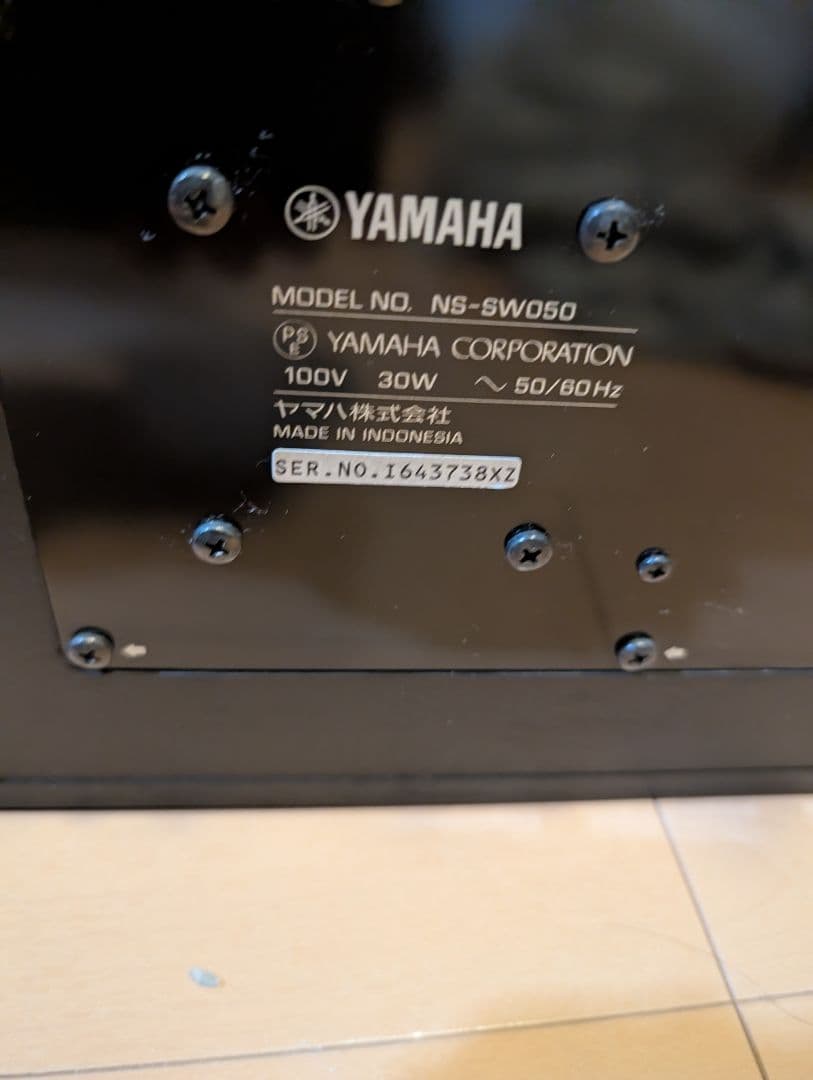 YAMAHA
MODEL NO. NS-SW050
PSE YAMAHA CORPORATION
100V 30W ~ 50/60Hz
ヤマハ株式会社
MADE IN INDONESIA
SER.NO.I643738XZ